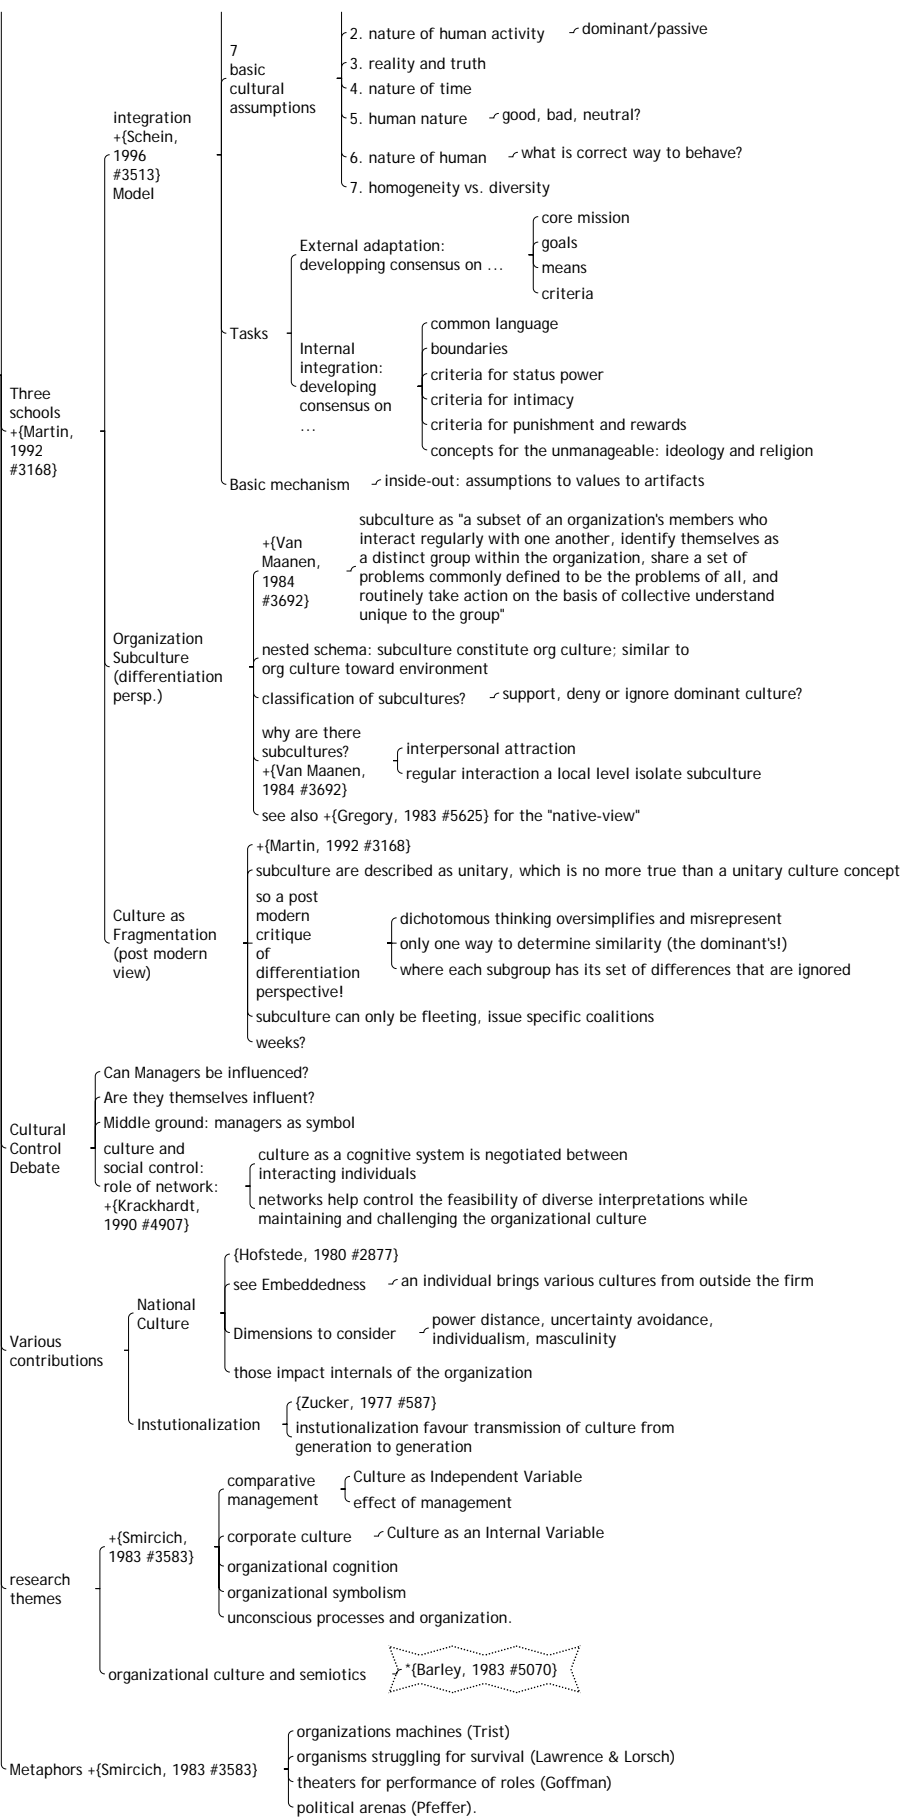 Three
schools
+{Martin,
1992
#3168}
integration
+{Schein,
1996
#3513}
Model
7
basic
cultural
assumptions
2. nature of human activity
dominant/passive
3. reality and truth
4. nature of time
5. human nature
good, bad, neutral?
6. nature of human
what is correct way to behave?
7. homogeneity vs. diversity
Tasks
External adaptation:
developping consensus on ...
core mission
goals
means
criteria
Internal
integration:
developing
consensus on
...
common language
boundaries
criteria for status power
criteria for intimacy
criteria for punishment and rewards
concepts for the unmanageable: ideology and religion
Basic mechanism
inside-out: assumptions to values to artifacts
Organization
Subculture
(differentiation
persp.)
+{Van
Maanen,
1984
#3692}
subculture as "a subset of an organization's members who
interact regularly with one another, identify themselves as
a distinct group within the organization, share a set of
problems commonly defined to be the problems of all, and
routinely take action on the basis of collective understand
unique to the group"
nested schema: subculture constitute org culture; similar to
org culture toward environment
classification of subcultures?
support, deny or ignore dominant culture?
why are there
subcultures?
+{Van Maanen,
1984 #3692}
interpersonal attraction
regular interaction a local level isolate subculture
see also +{Gregory, 1983 #5625} for the "native-view"
Culture as
Fragmentation
(post modern
view)
+{Martin, 1992 #3168}
subculture are described as unitary, which is no more true than a unitary culture concept
so a post
modern
critique
of
differentiation
perspective!
dichotomous thinking oversimplifies and misrepresent
only one way to determine similarity (the dominant's!)
where each subgroup has its set of differences that are ignored
subculture can only be fleeting, issue specific coalitions
weeks?
Cultural
Control
Debate
Can Managers be influenced?
Are they themselves influent?
Middle ground: managers as symbol
culture and
social control:
role of network:
+{Krackhardt,
1990 #4907}
culture as a cognitive system is negotiated between
interacting individuals
networks help control the feasibility of diverse interpretations while
maintaining and challenging the organizational culture
Various
contributions
National
Culture
{Hofstede, 1980 #2877}
see Embeddedness
an individual brings various cultures from outside the firm
Dimensions to consider
power distance, uncertainty avoidance,
individualism, masculinity
those impact internals of the organization
Instutionalization
{Zucker, 1977 #587}
instutionalization favour transmission of culture from
generation to generation
research
themes
+{Smircich,
1983 #3583}
comparative
management
Culture as Independent Variable
effect of management
corporate culture
Culture as an Internal Variable
organizational cognition
organizational symbolism
unconscious processes and organization.
organizational culture and semiotics
*{Barley, 1983 #5070}
Metaphors +{Smircich, 1983 #3583}
organizations machines (Trist)
organisms struggling for survival (Lawrence & Lorsch)
theaters for performance of roles (Goffman)
political arenas (Pfeffer).